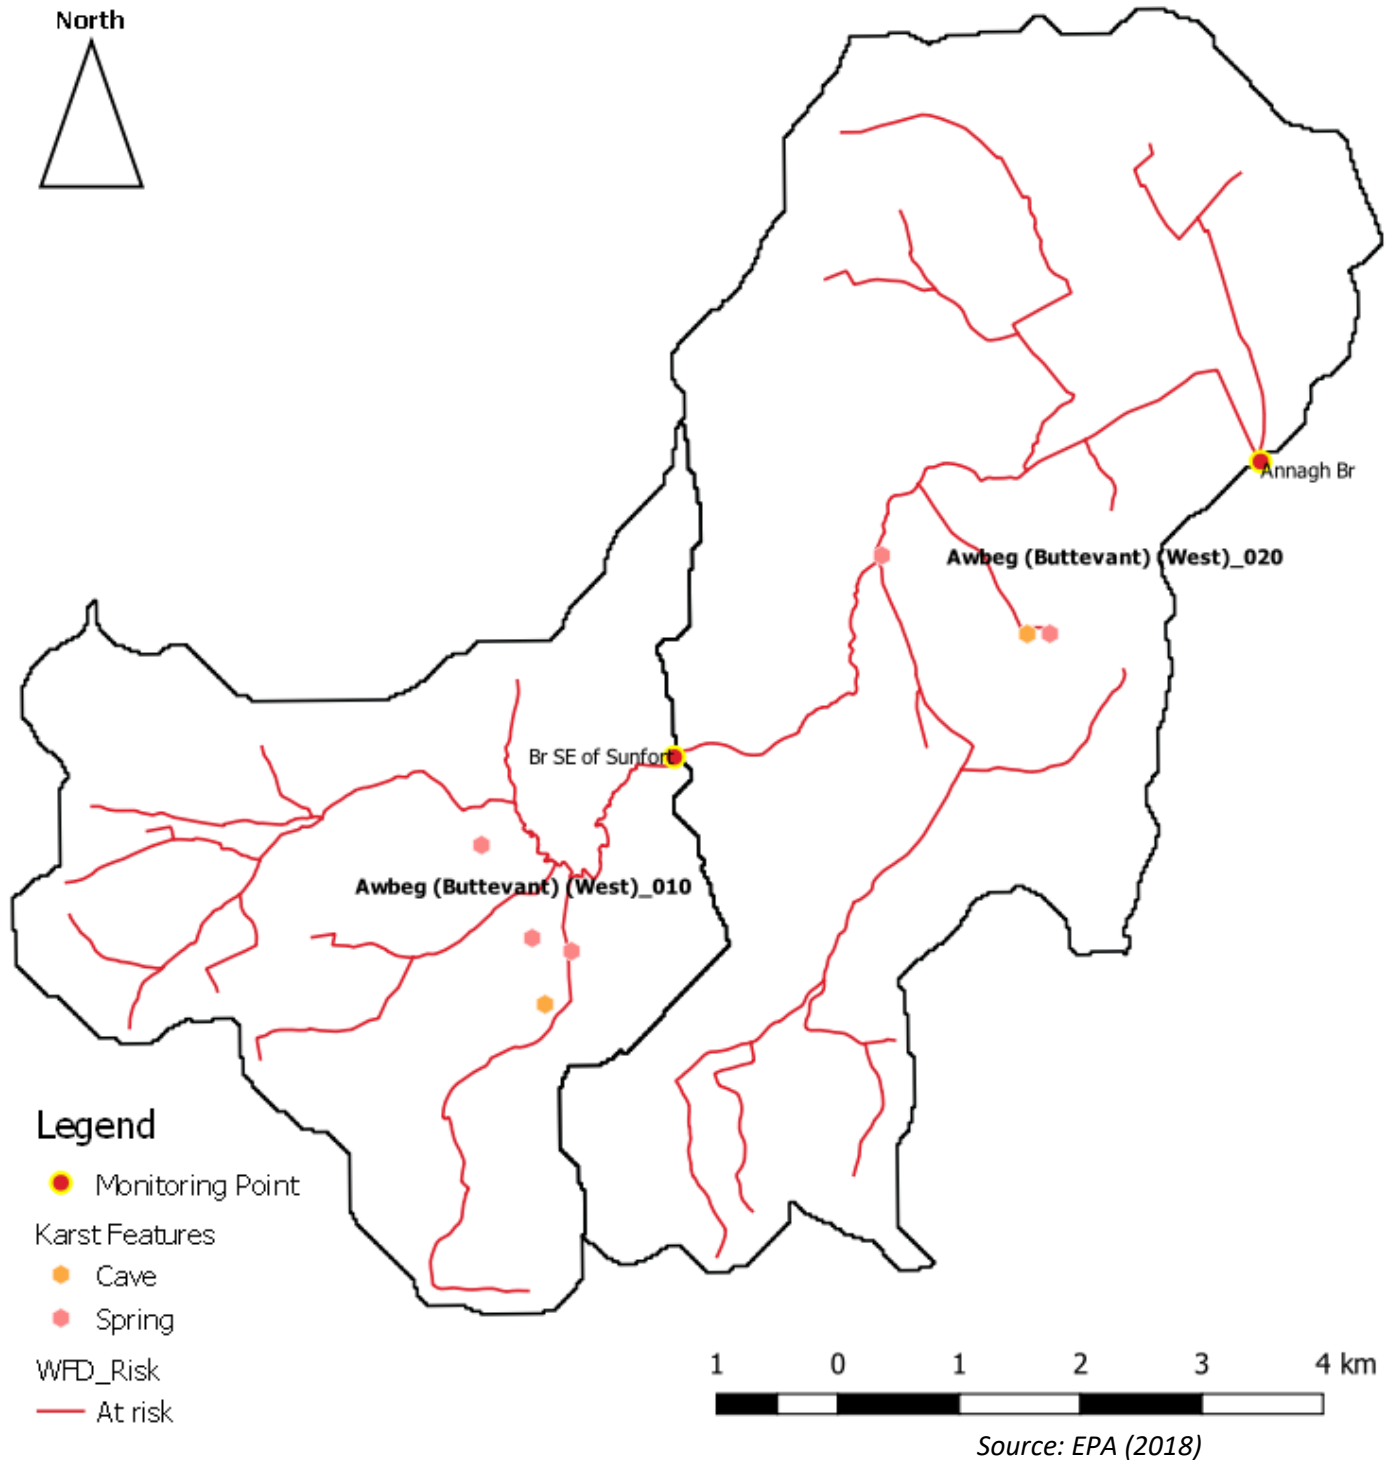 North
Annagh Br
Awbeg (Buttevant) (West)_020
Br SE of Sunfort
Awbeg (Buttevant) (West)_010
Legend
Monitoring Point
Karst Features
Cave
Spring
WFD_Risk
At risk
1 0 1 2 3 4 km
Source: EPA (2018)